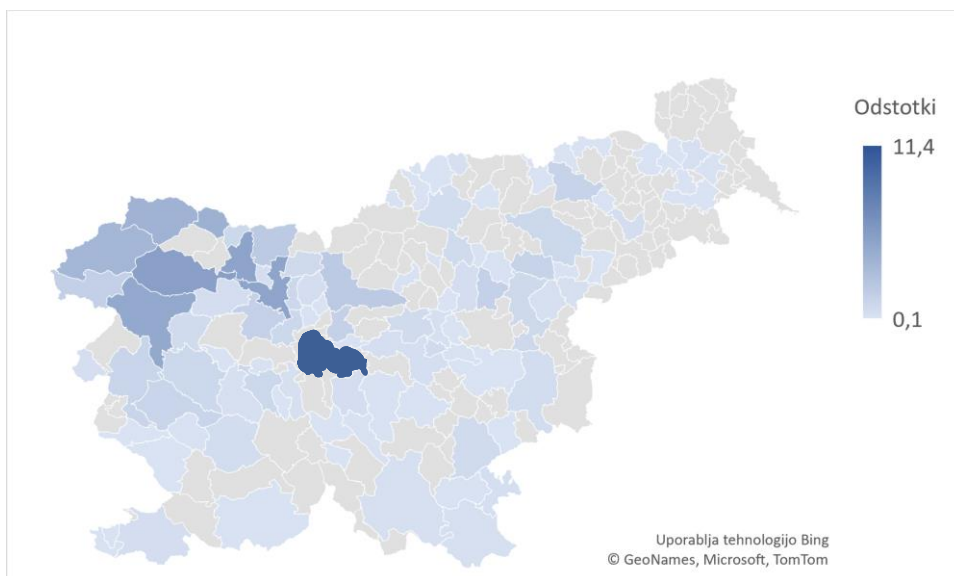 Odstotki
11,4
0,1
Uporablja tehnologijo Bing
© GeoNames, Microsoft, TomTom